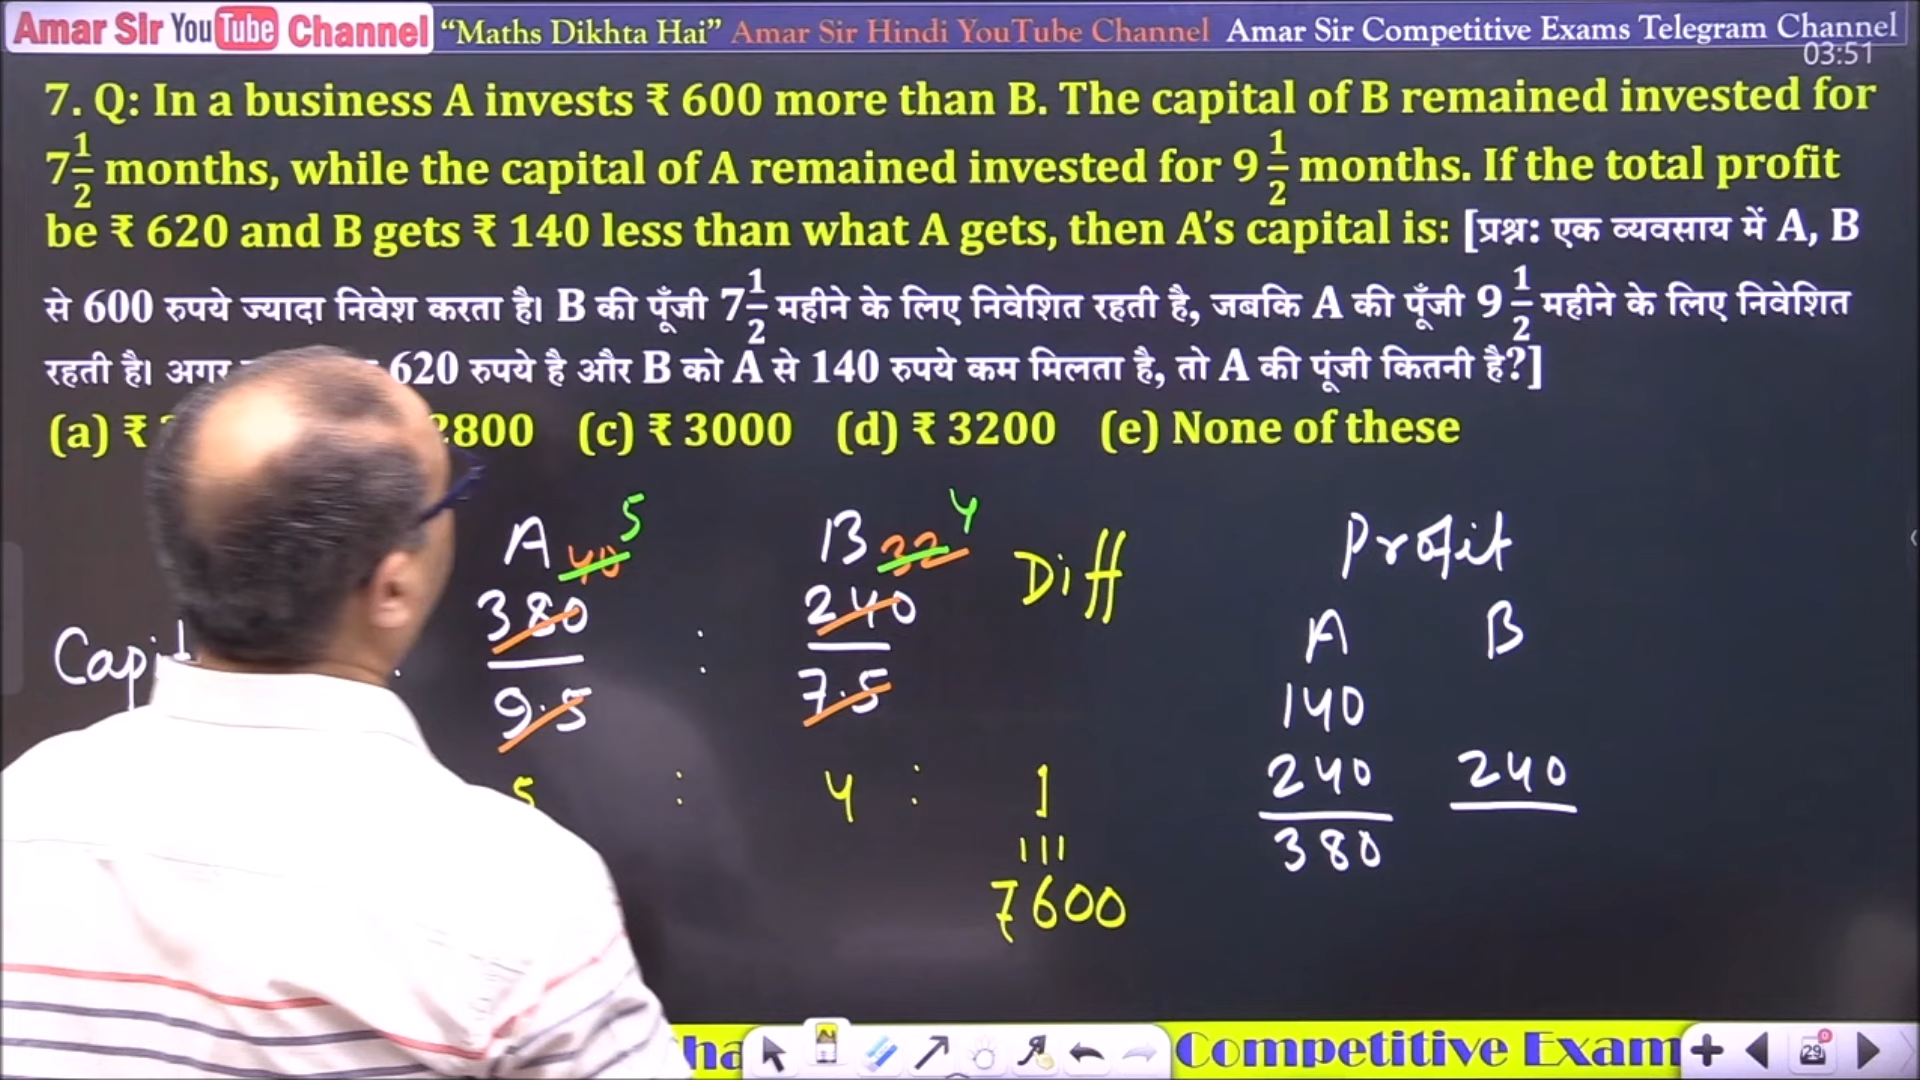 Amar Sir YouTube Channel "Maths Dikhta Hai" Amar Sir Hindi YouTube Channel Amar Sir Competitive Exams Telegram Channel
03:51
7. Q: In a business A invests ₹ 600 more than B. The capital of B remained invested for
7 1/2 months, while the capital of A remained invested for 9 1/2 months. If the total profit
be ₹ 620 and B gets ₹ 140 less than what A gets, then A's capital is: [प्रश्न: एक व्यवसाय में A, B
से 600 रुपये ज्यादा निवेश करता है। B की पूँजी 7 1/2 महीने के लिए निवेशित रहती है, जबकि A की पूँजी 9 1/2 महीने के लिए निवेशित
रहती है। अगर 620 रुपये है और B को A से 140 रुपये कम मिलता है, तो A की पूंजी कितनी है?]
(a) ₹ 2800 (c) ₹ 3000 (d) ₹ 3200 (e) None of these
A 40 5 B 32 4 Diff Profit
380 : 240 A B
Capit : 9.5 7.5 140
5 : 4 : 1 240 240
380
7600
Competitive Exam
29